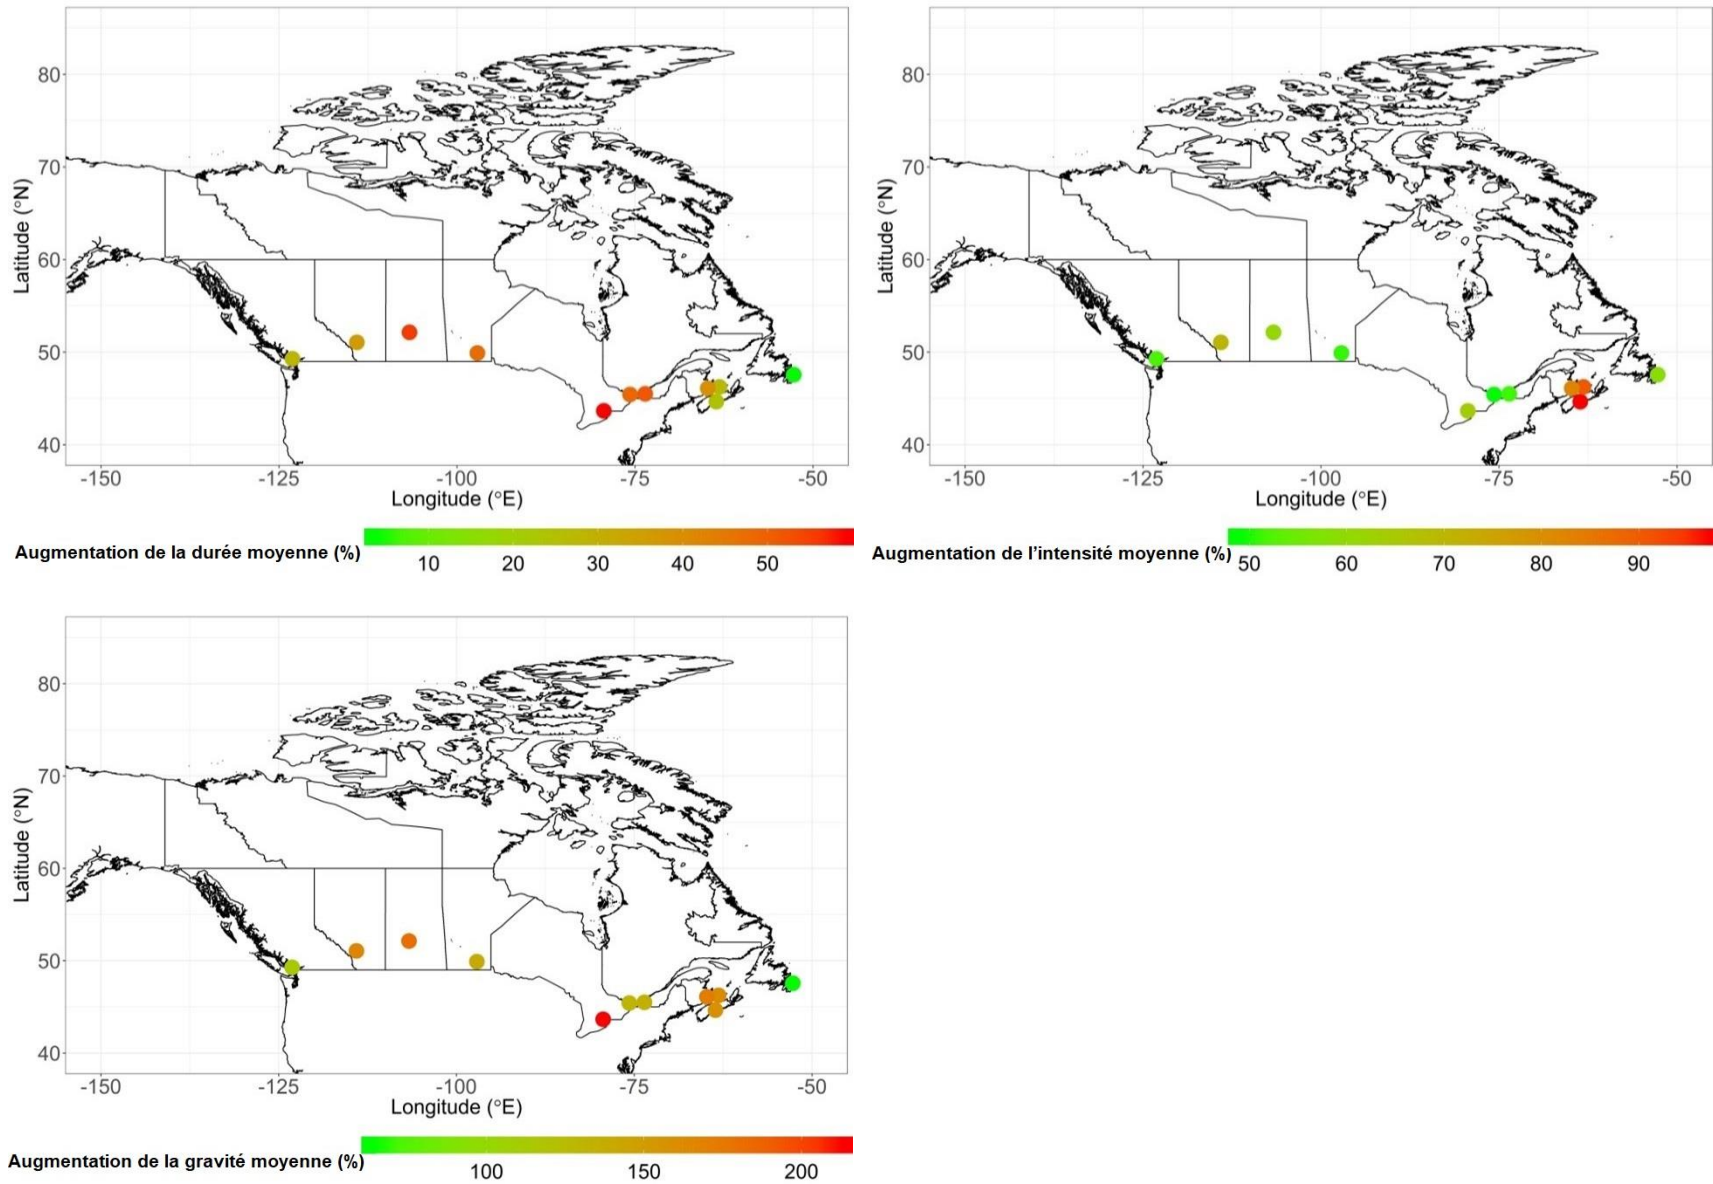 80
70
60
50
40
Latitude (°N)
-150 -125 -100 -75 -50
Longitude (°E)
Augmentation de la durée moyenne (%)
10 20 30 40 50
80
70
60
50
40
Latitude (°N)
-150 -125 -100 -75 -50
Longitude (°E)
Augmentation de l’intensité moyenne (%)
50 60 70 80 90
80
70
60
50
40
Latitude (°N)
-150 -125 -100 -75 -50
Longitude (°E)
Augmentation de la gravité moyenne (%)
100 150 200